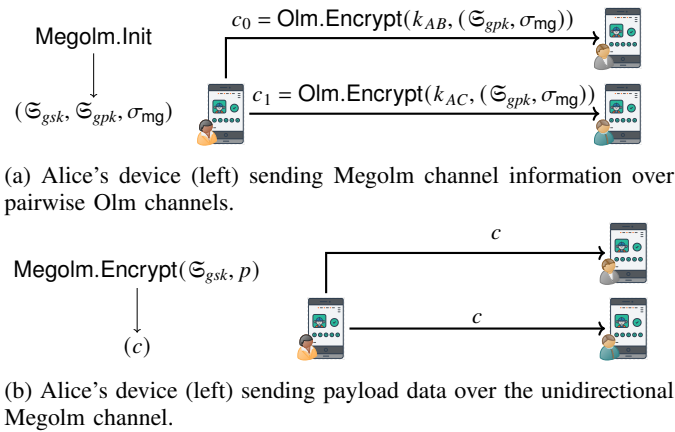 Megolm.Init
(𝔖gsk, 𝔖gpk, σmg)
c0 = Olm.Encrypt(kAB, (𝔖gpk, σmg))
c1 = Olm.Encrypt(kAC, (𝔖gpk, σmg))
(a) Alice's device (left) sending Megolm channel information over
pairwise Olm channels.
Megolm.Encrypt(𝔖gsk, p)
(c)
c
c
(b) Alice's device (left) sending payload data over the unidirectional
Megolm channel.